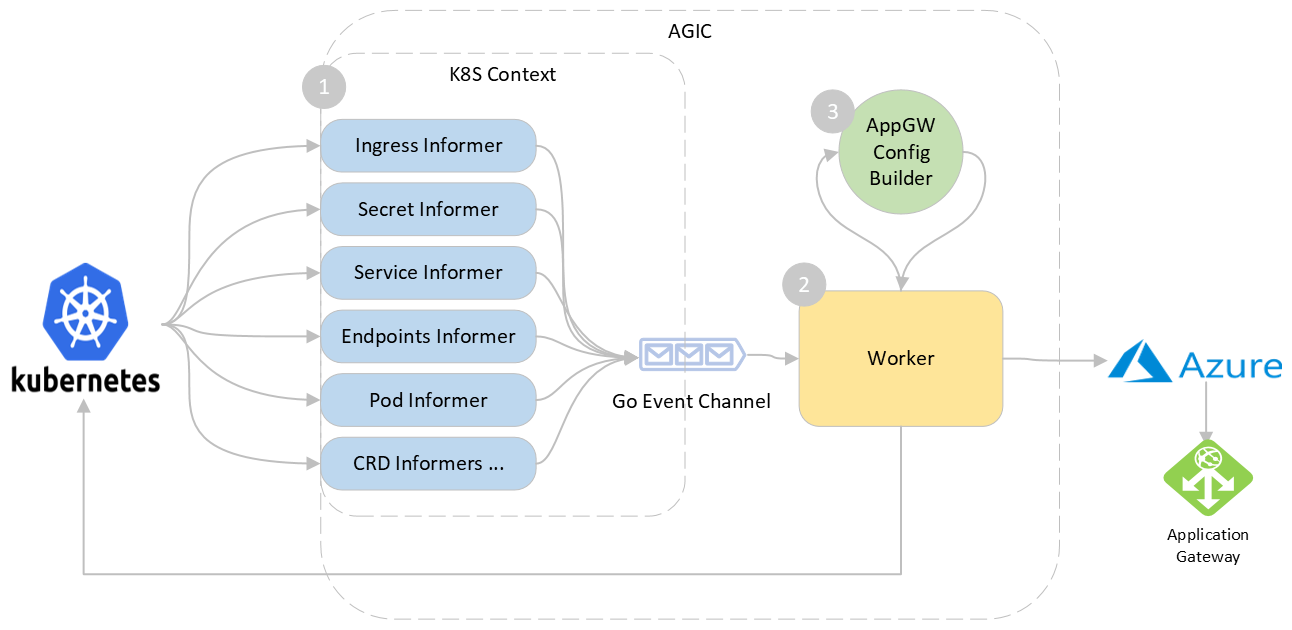 AGIC
K8S Context
1
Ingress Informer
Secret Informer
Service Informer
Endpoints Informer
Pod Informer
CRD Informers ...
kubernetes
Go Event Channel
3
AppGW
Config
Builder
2
Worker
Azure
Application
Gateway